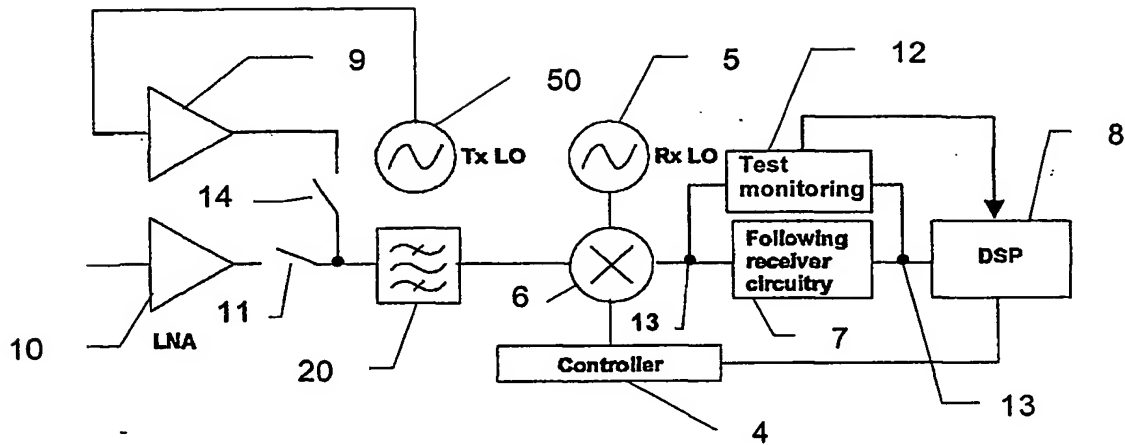 9
50
5
12
8
Tx LO
Rx LO
Test
monitoring
14
Following
receiver
circuitry
DSP
11
6
13
7
10
LNA
20
Controller
13
4